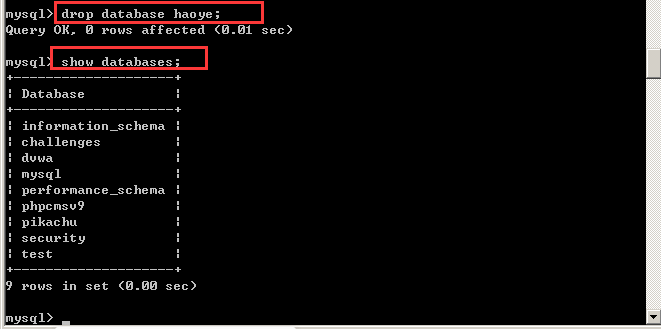 mysql> drop database haoye;
Query OK, 0 rows affected (0.01 sec)
mysql> show databases;
+--------------------+
| Database           |
+--------------------+
| information_schema |
| challenges         |
| dvwa               |
| mysql              |
| performance_schema |
| phpcmsv9           |
| pikachu            |
| security           |
| test               |
+--------------------+
9 rows in set (0.00 sec)
mysql> _